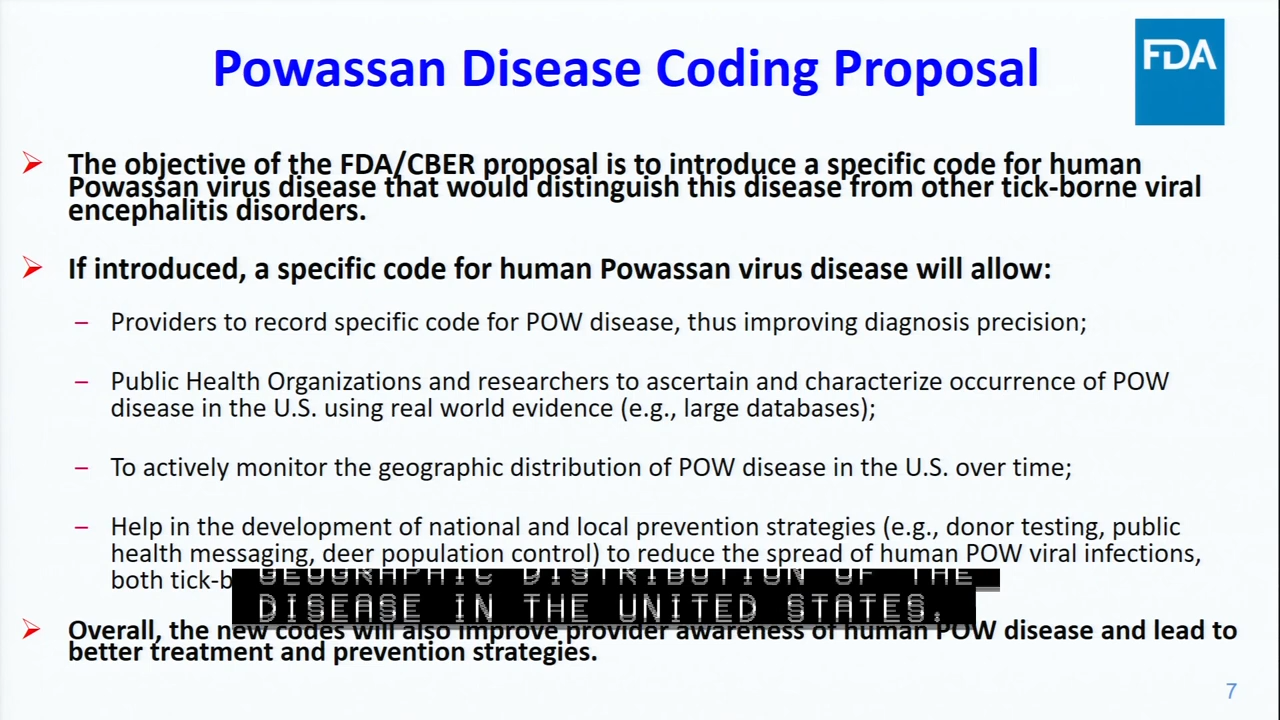 Powassan Disease Coding Proposal
FDA
The objective of the FDA/CBER proposal is to introduce a specific code for human
Powassan virus disease that would distinguish this disease from other tick-borne viral
encephalitis disorders.
If introduced, a specific code for human Powassan virus disease will allow:
– Providers to record specific code for POW disease, thus improving diagnosis precision;
– Public Health Organizations and researchers to ascertain and characterize occurrence of POW
disease in the U.S. using real world evidence (e.g., large databases);
– To actively monitor the geographic distribution of POW disease in the U.S. over time;
– Help in the development of national and local prevention strategies (e.g., donor testing, public
health messaging, deer population control) to reduce the spread of human POW viral infections,
both tick-b
GEOGRAPHIC DISTRIBUTION OF THE
DISEASE IN THE UNITED STATES.
Overall, the new codes will also improve provider awareness of human POW disease and lead to
better treatment and prevention strategies.
7